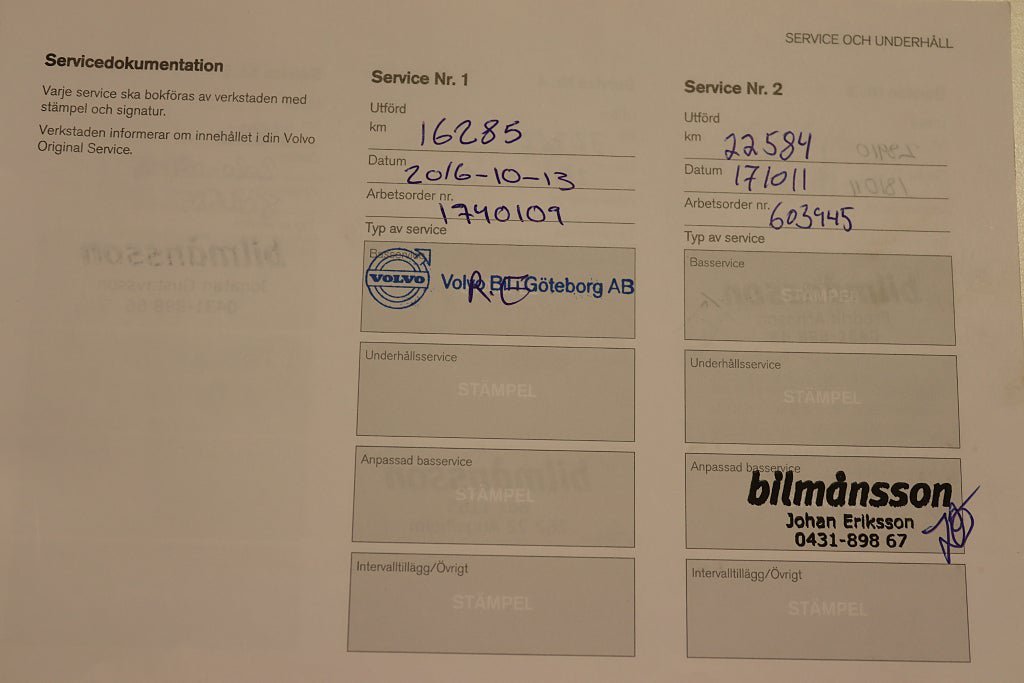 SERVICE OCH UNDERHÅLL
Servicedokumentation
Varje service ska bokföras av verkstaden med
stämpel och signatur.
Verkstaden informerar om innehållet i din Volvo
Original Service.
Service Nr. 1
Utförd
km 16285
Datum 2016-10-13
Arbetsorder nr. 1740109
Typ av service
Basservice
VOLVO
Volvo Bil i Göteborg AB
Underhållsservice
STÄMPEL
Anpassad basservice
STÄMPEL
Intervalltillägg/Övrigt
STÄMPEL
Service Nr. 2
Utförd
km 22584
Datum 171011
Arbetsorder nr. 603945
Typ av service
Basservice
STÄMPEL
Underhållsservice
STÄMPEL
Anpassad basservice
bilmånsson
Johan Eriksson
0431-898 67
Intervalltillägg/Övrigt
STÄMPEL